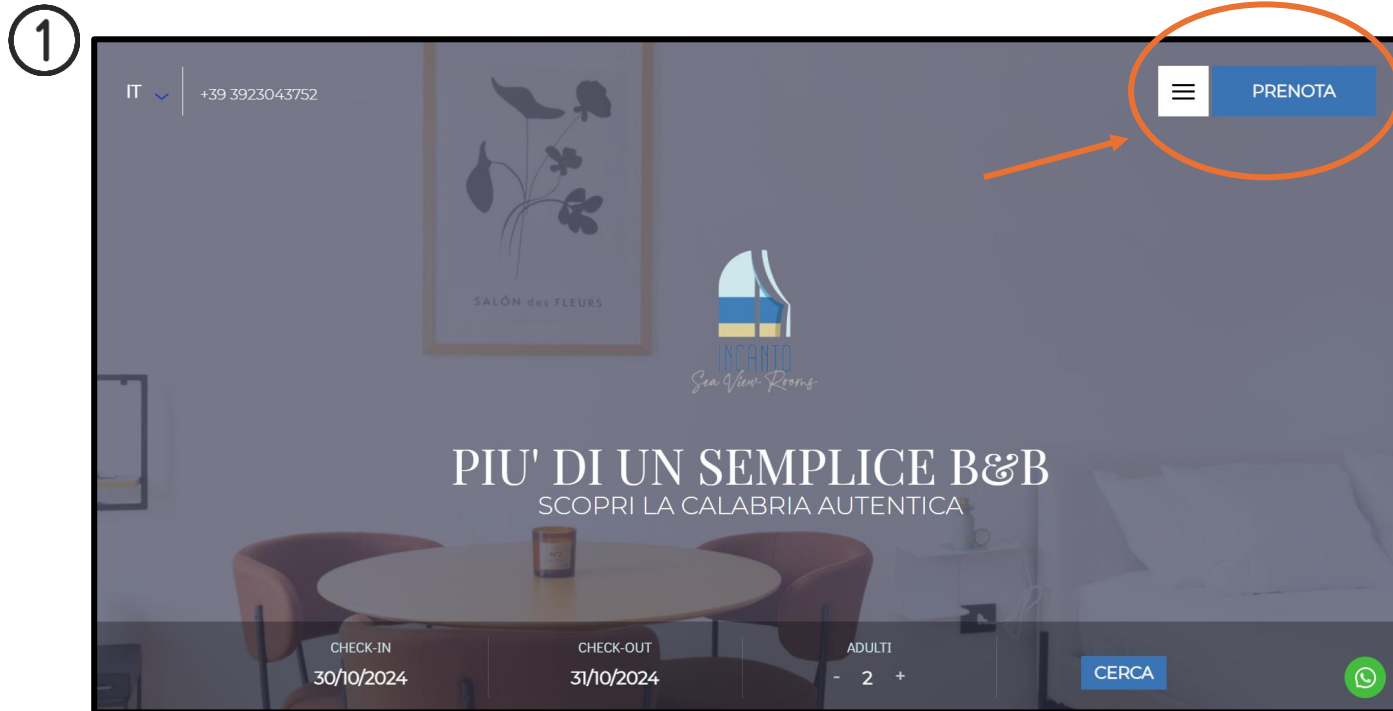 1
IT
+39 3923043752
PRENOTA
SALÓN des FLEURS
INCANTO
Sea View Rooms
PIU' DI UN SEMPLICE B&B
SCOPRI LA CALABRIA AUTENTICA
CHECK-IN
30/10/2024
CHECK-OUT
31/10/2024
ADULTI
- 2 +
CERCA